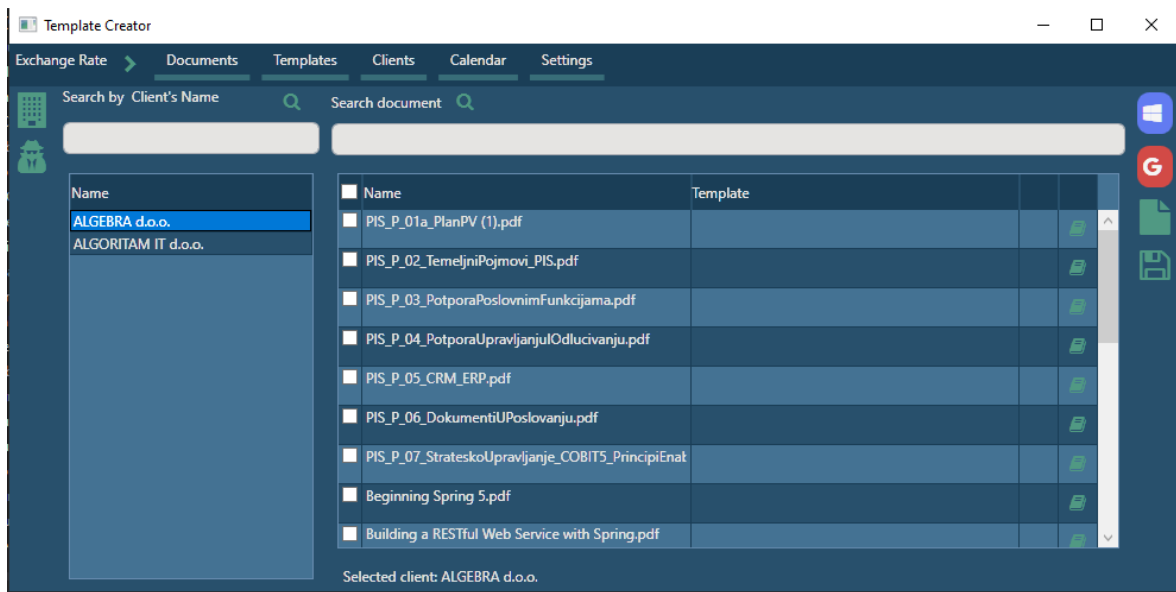 Template Creator
Exchange Rate Documents Templates Clients Calendar Settings
Search by Client's Name
Search document
Name
ALGEBRA d.o.o.
ALGORITAM IT d.o.o.
Name Template
PIS_P_01a_PlanPV (1).pdf
PIS_P_02_TemeljniPojmovi_PIS.pdf
PIS_P_03_PotporaPoslovnimFunkcijama.pdf
PIS_P_04_PotporaUpravljanjuIOdlucivanju.pdf
PIS_P_05_CRM_ERP.pdf
PIS_P_06_DokumentiUPoslovanju.pdf
PIS_P_07_StrateskoUpravljanje_COBIT5_PrincipiEnab
Beginning Spring 5.pdf
Building a RESTful Web Service with Spring.pdf
Selected client: ALGEBRA d.o.o.
G